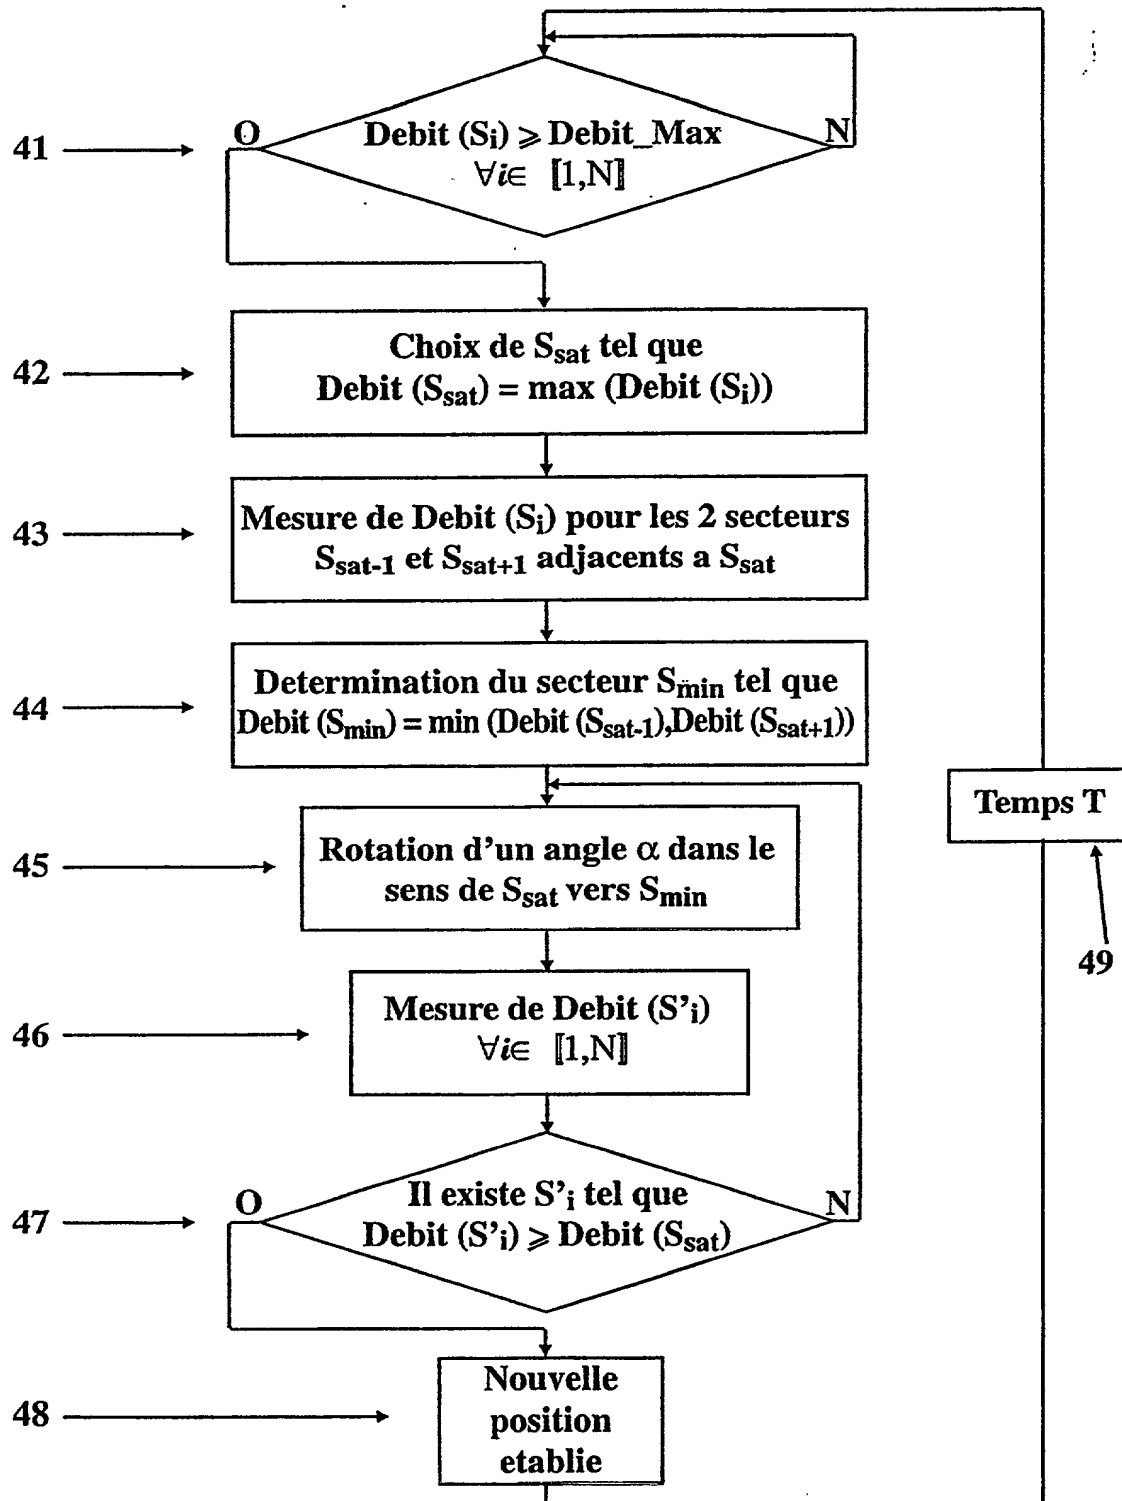 O
N
41
Debit (Si) ⩾ Debit_Max
∀i∈ ⟦1,N⟧
42
Choix de Ssat tel que
Debit (Ssat) = max (Debit (Si))
43
Mesure de Debit (Si) pour les 2 secteurs
Ssat-1 et Ssat+1 adjacents a Ssat
44
Determination du secteur Smin tel que
Debit (Smin) = min (Debit (Ssat-1),Debit (Ssat+1))
Temps T
45
Rotation d'un angle α dans le
sens de Ssat vers Smin
49
46
Mesure de Debit (S’i)
∀i∈ ⟦1,N⟧
O
N
47
Il existe S’i tel que
Debit (S’i) ⩾ Debit (Ssat)
48
Nouvelle
position
etablie